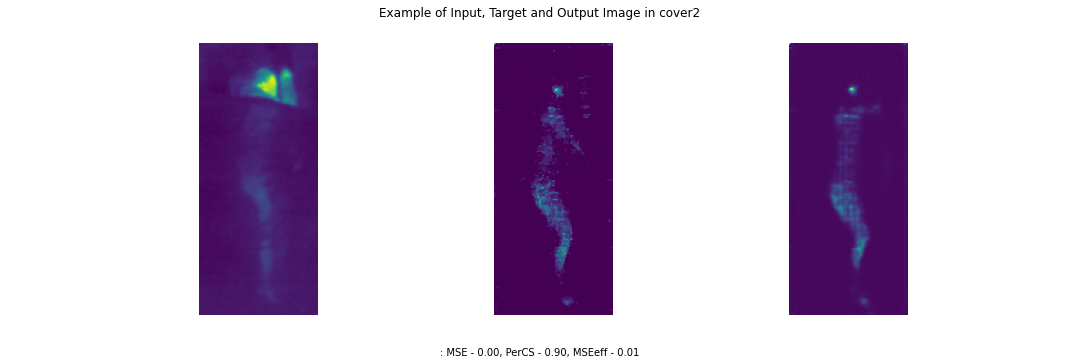 Example of Input, Target and Output Image in cover2
: MSE - 0.00, PerCS - 0.90, MSEeff - 0.01